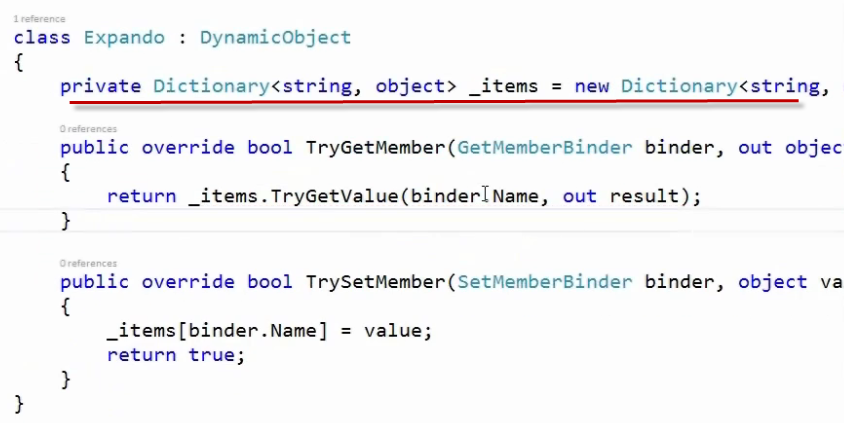 1 reference
class Expando : DynamicObject
{
private Dictionary<string, object> _items = new Dictionary<string,
0 references
public override bool TryGetMember(GetMemberBinder binder, out objec
{
return _items.TryGetValue(binder.Name, out result);
}
0 references
public override bool TrySetMember(SetMemberBinder binder, object va
{
_items[binder.Name] = value;
return true;
}
}